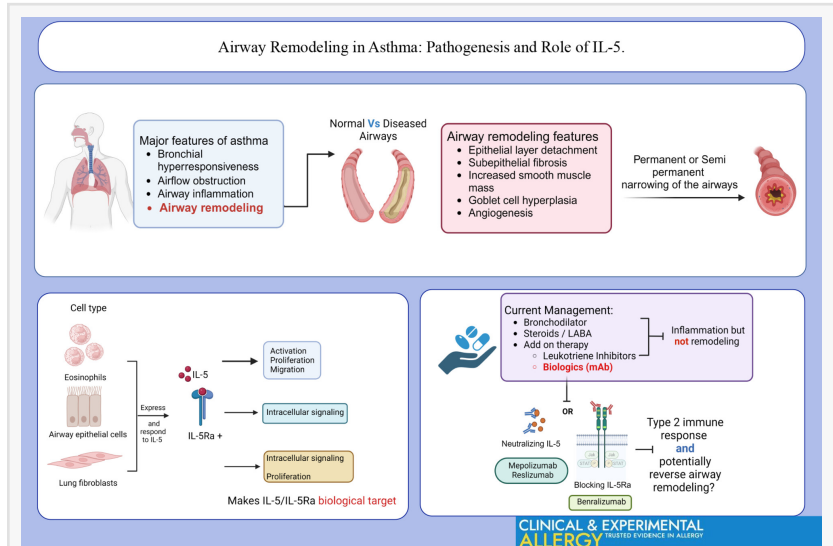 Airway Remodeling in Asthma: Pathogenesis and Role of IL-5.
Major features of asthma
• Bronchial
hyperresponsiveness
• Airflow obstruction
• Airway inflammation
• Airway remodeling
Normal Vs Diseased
Airways
Airway remodeling features
• Epithelial layer detachment
• Subepithelial fibrosis
• Increased smooth muscle
mass
• Goblet cell hyperplasia
• Angiogenesis
Permanent or Semi
permanent
narrowing of the airways
Cell type
Eosinophils
Airway epithelial cells
Lung fibroblasts
Express
and
respond
to IL-5
IL-5
IL-5Ra +
Activation
Proliferation
Migration
Intracellular signaling
Intracellular signaling
Proliferation
Makes IL-5/IL-5Ra biological target
Current Management:
• Bronchodilator
• Steroids / LABA
• Add on therapy
○ Leukotriene Inhibitors
○ Biologics (mAb)
Inflammation but
not remodeling
OR
Neutralizing IL-5
Mepolizumab
Reslizumab
Blocking IL-5Ra
Benralizumab
Type 2 immune
response
and
potentially
reverse airway
remodeling?
CLINICAL & EXPERIMENTAL
ALLERGY TRUSTED EVIDENCE IN ALLERGY